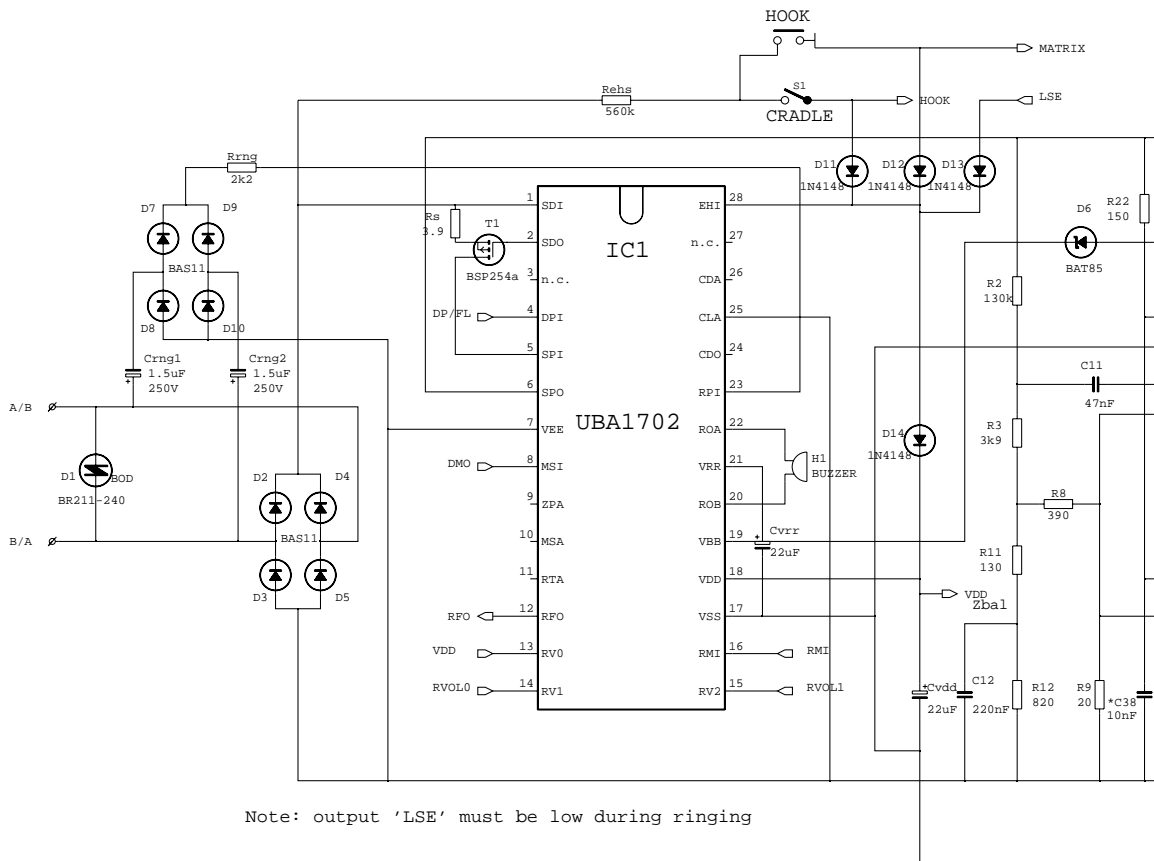 HOOK
MATRIX
Rehs
560k
S1
CRADLE
HOOK
LSE
Rrng
2k2
D11
1N4148
D12
1N4148
D13
1N4148
D7
D9
BAS11
D8
D10
Rs
3.9
T1
BSP254a
1 SDI
2 SDO
3 n.c.
4 DPI
5 SPI
6 SPO
7 VEE
8 MSI
9 ZPA
10 MSA
11 RTA
12 RFO
13 RV0
14 RV1
IC1
UBA1702
28 EHI
27 n.c.
26 CDA
25 CLA
24 CDO
23 RPI
22 ROA
21 VRR
20 ROB
19 VBB
18 VDD
17 VSS
16 RMI
15 RV2
DP/FL
DMO
RFO
VDD
RVOL0
RMI
RVOL1
Crng1
1.5uF
250V
+
Crng2
1.5uF
250V
+
A/B
B/A
D1
BOD
BR211-240
D2
D4
BAS11
D3
D5
H1
BUZZER
Cvrr
+
22uF
D14
1N4148
D6
BAT85
R22
150
R2
130k
C11
47nF
R3
3k9
R8
390
R11
130
VDD
Zbal
+
Cvdd
22uF
C12
220nF
R12
820
R9
20
*C38
10nF
Note: output 'LSE' must be low during ringing